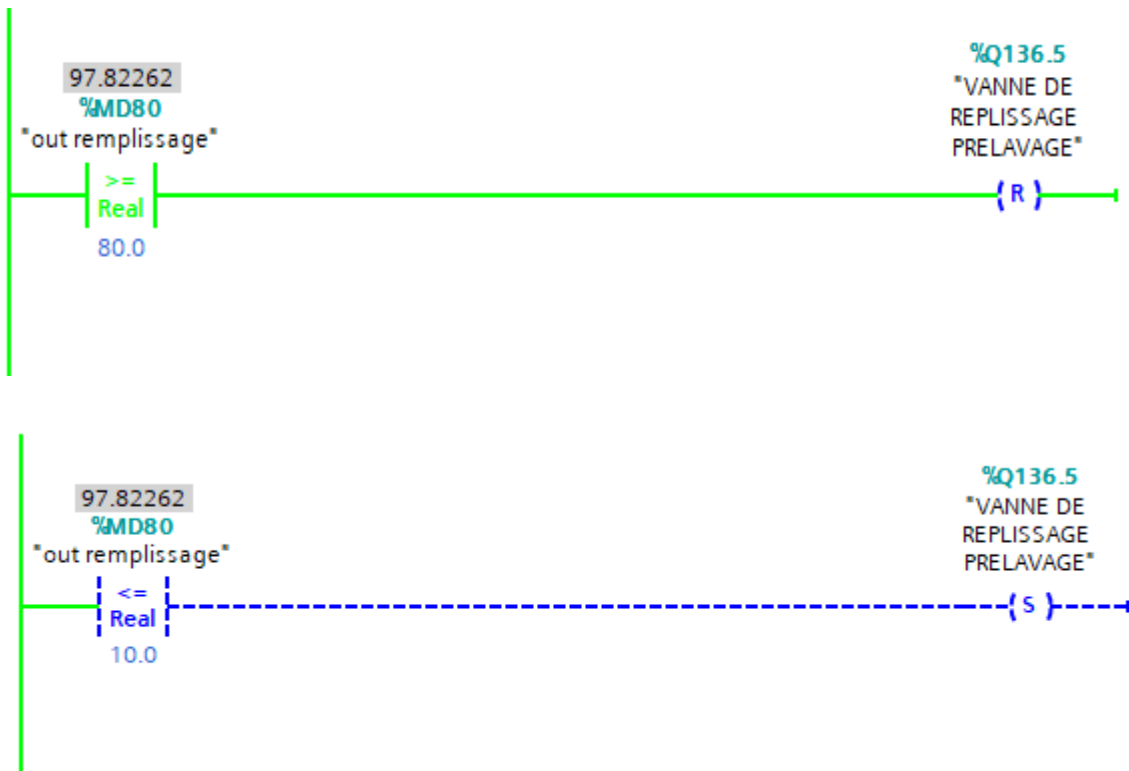 97.82262
%MD80
"out remplissage"
>=
Real
80.0
%Q136.5
"VANNE DE
REPLISSAGE
PRELAVAGE"
( R )
97.82262
%MD80
"out remplissage"
<=
Real
10.0
%Q136.5
"VANNE DE
REPLISSAGE
PRELAVAGE"
( S )